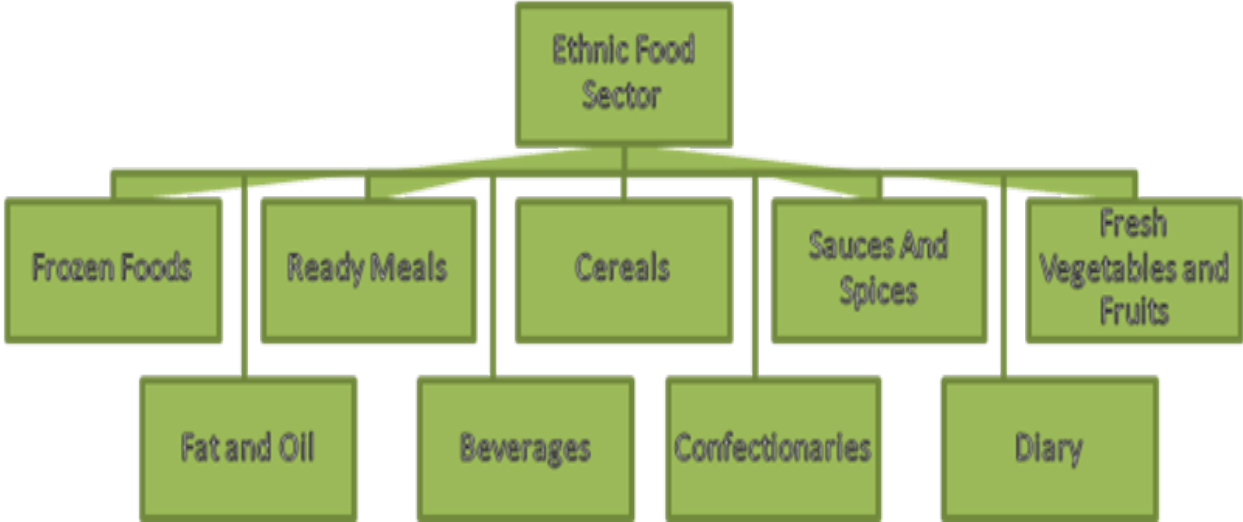 Ethnic Food
Sector
Frozen Foods
Ready Meals
Cereals
Sauces And
Spices
Fresh
Vegetables and
Fruits
Fat and Oil
Beverages
Confectionaries
Diary